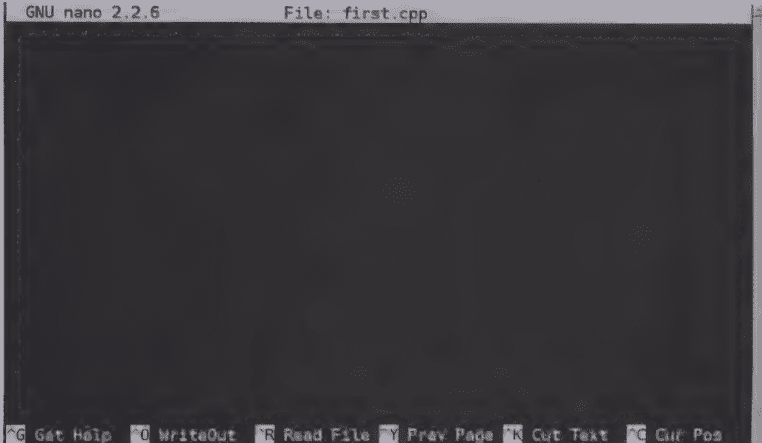 GNU nano 2.2.6 File: first.cpp
^G Get Help ^O WriteOut ^R Read File ^Y Prev Page ^K Cut Text ^C Cur Pos